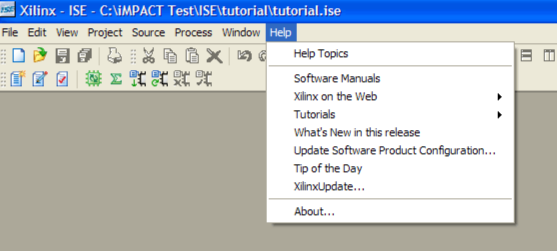 Xilinx - ISE - C:\iMPACT Test\ISE\tutorial\tutorial.ise
File Edit View Project Source Process Window Help
Help Topics
Software Manuals
Xilinx on the Web
Tutorials
What's New in this release
Update Software Product Configuration...
Tip of the Day
XilinxUpdate...
About...